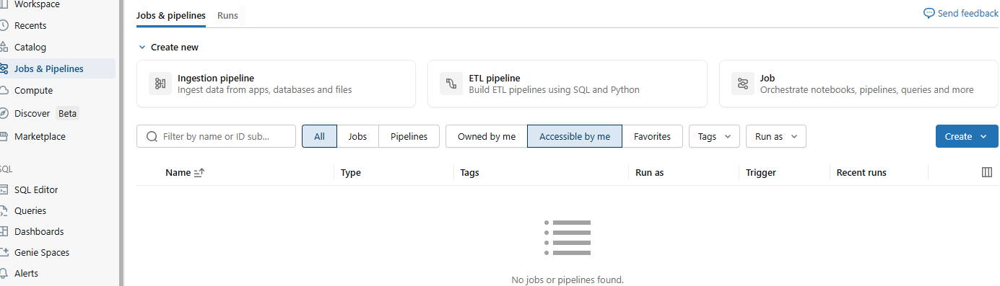 Workspace
Recents
Catalog
Jobs & Pipelines
Compute
Discover Beta
Marketplace
SQL
SQL Editor
Queries
Dashboards
Genie Spaces
Alerts
Jobs & pipelines Runs
Send feedback
Create new
Ingestion pipeline
Ingest data from apps, databases and files
ETL pipeline
Build ETL pipelines using SQL and Python
Job
Orchestrate notebooks, pipelines, queries and more
Filter by name or ID sub... All Jobs Pipelines Owned by me Accessible by me Favorites Tags Run as Create
Name Type Tags Run as Trigger Recent runs
No jobs or pipelines found.